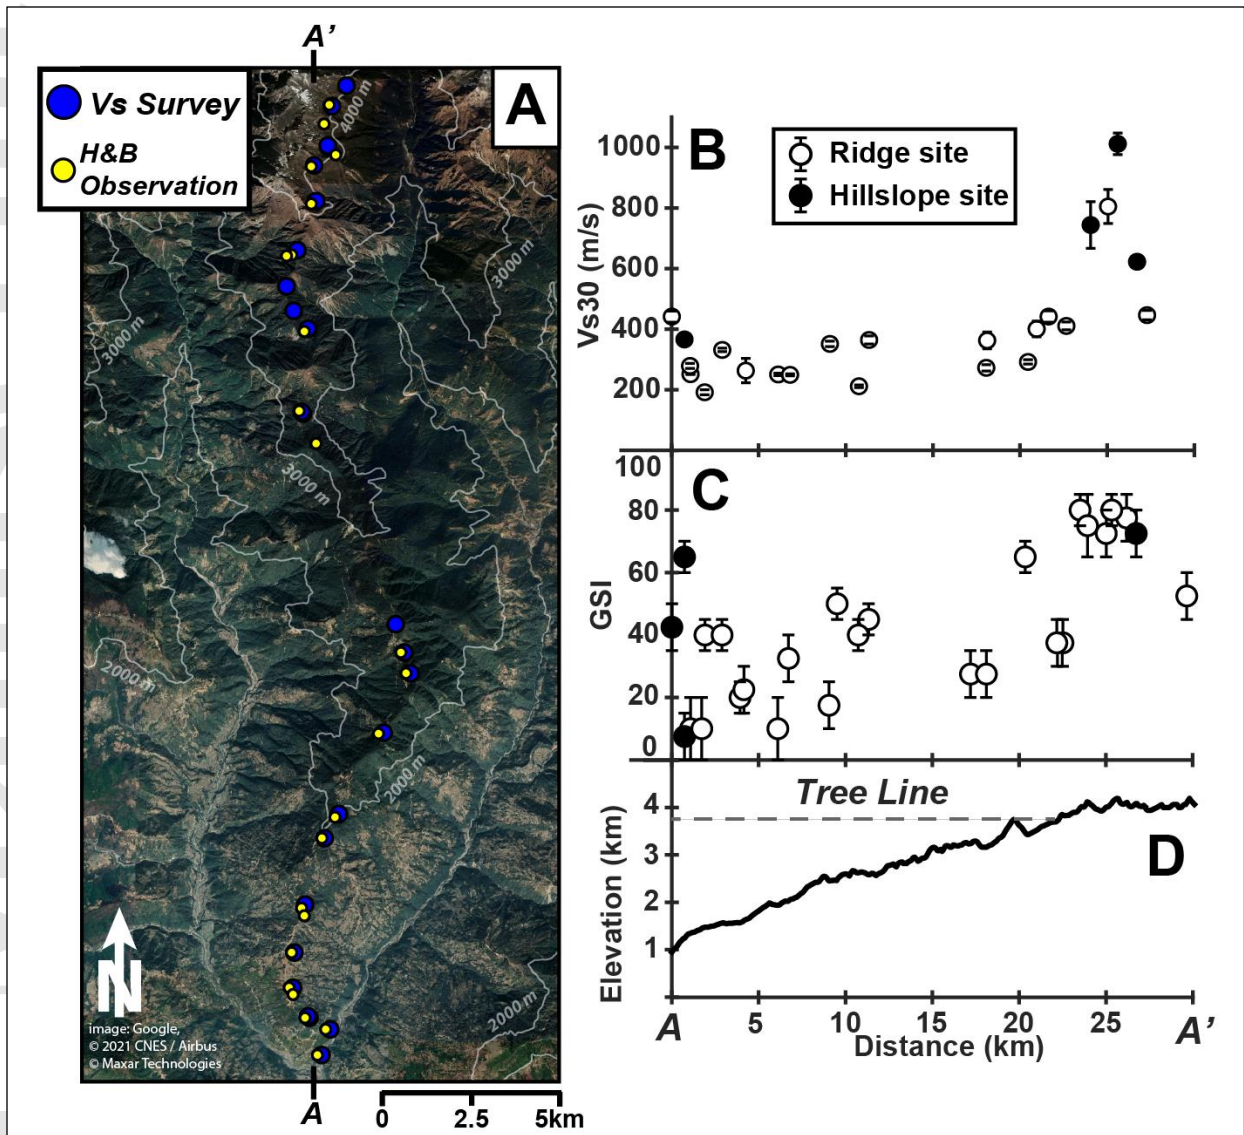 A’
Vs Survey
H&B
Observation
A
4000 m
3000 m
3000 m
3000 m
2000 m
2000 m
2000 m
N
image: Google,
© 2021 CNES / Airbus
© Maxar Technologies
A
0 2.5 5km
B
Ridge site
Hillslope site
Vs30 (m/s)
1000
800
600
400
200
C
GSI
100
80
60
40
20
0
Tree Line
D
Elevation (km)
4
3
2
1
A 5 10 15 20 25 A’
Distance (km)